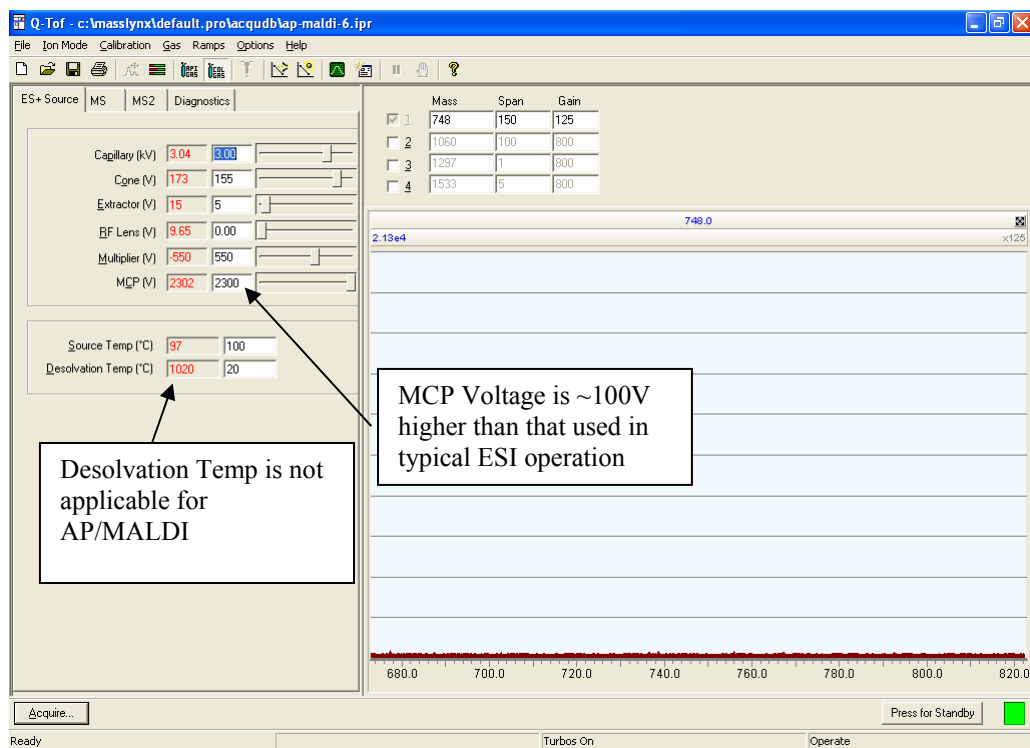 Q-Tof - c:\masslynx\default.pro\acqudb\ap-maldi-6.ipr
File Ion Mode Calibration Gas Ramps Options Help
API GAS COL GAS
ES+ Source MS MS2 Diagnostics
Capillary (kV) 3.04 3.00
Cone (V) 173 155
Extractor (V) 15 5
RF Lens (V) 9.65 0.00
Multiplier (V) -550 550
MCP (V) 2302 2300
Source Temp (°C) 97 100
Desolvation Temp (°C) 1020 20
Desolvation Temp is not
applicable for
AP/MALDI
MCP Voltage is ~100V
higher than that used in
typical ESI operation
Mass Span Gain
1 748 150 125
2 1060 100 800
3 1297 1 800
4 1533 5 800
748.0
2.13e4 x125
680.0 700.0 720.0 740.0 760.0 780.0 800.0 820.0
Acquire... Press for Standby
Ready Turbos On Operate